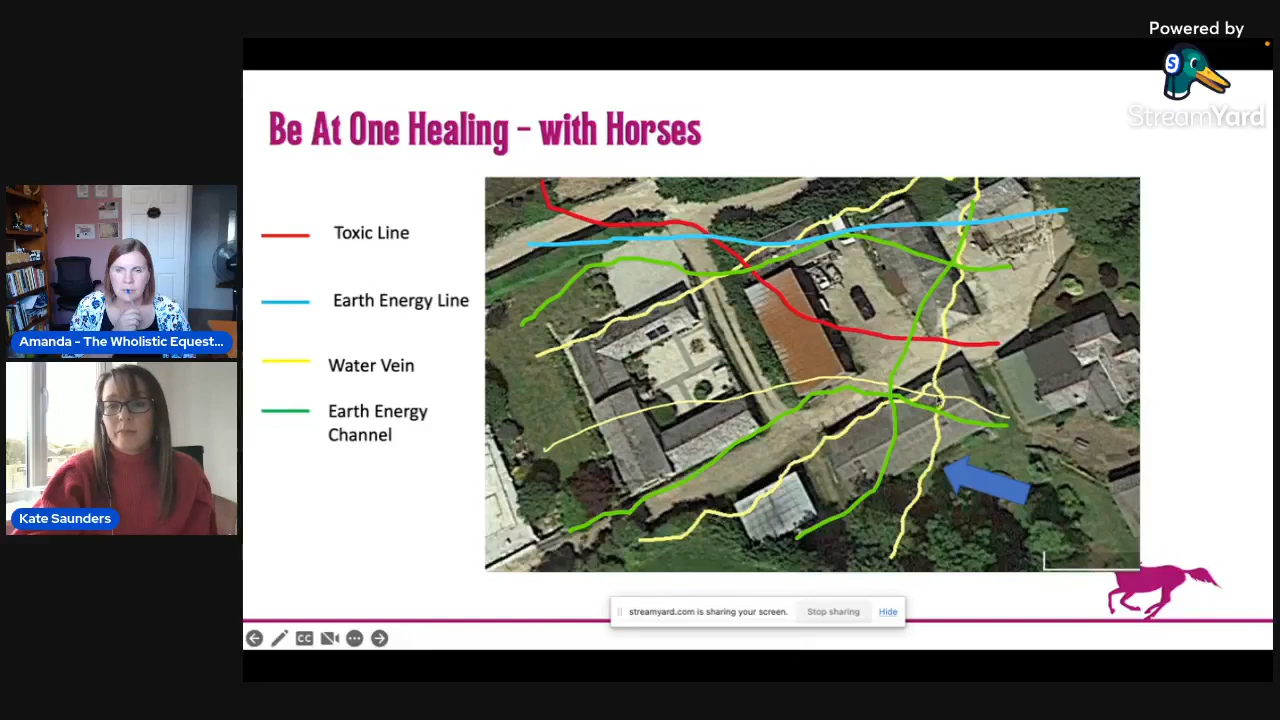 Powered by
S
StreamYard
Be At One Healing - with Horses
Toxic Line
Earth Energy Line
Water Vein
Earth Energy
Channel
Amanda - The Wholistic Equest...
Kate Saunders
streamyard.com is sharing your screen.
Stop sharing
Hide
CC